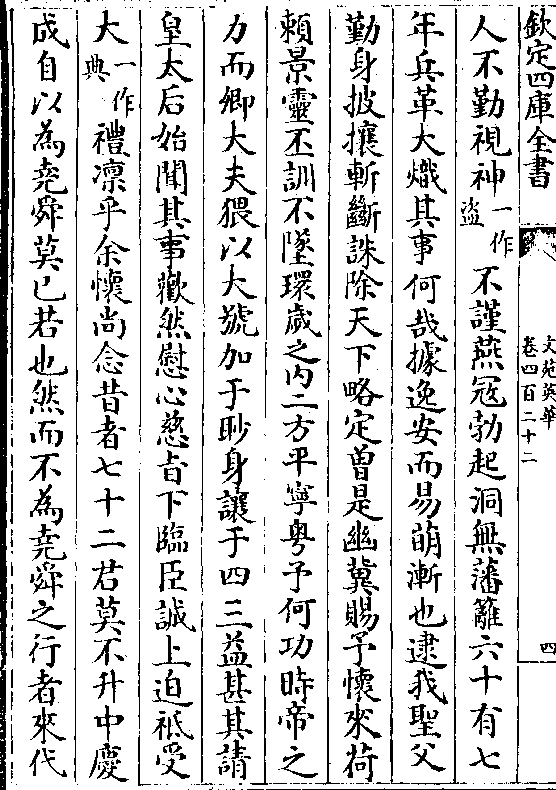 欽定四庫全書
文苑英華
卷四百二十二
四
人不勤視神一作盜不謹燕冦勃起洞無藩籬六十有七
年兵革大熾其事何哉據逸安而易萌漸也逮我聖父
勤身披攘斬斷誅除天下略定曽是幽冀賜予懷來荷
頼景靈丕訓不墜環歲之內二方平寧粤予何功時帝之
力而卿大夫猥以大號加于眇身讓于四三益甚其請
皇太后始聞其事歡然慰心慈㫖下臨臣誠上迫祗受
大一作典禮凛乎余懷尚念昔者七十二君莫不升中慶
成自以為堯舜莫已若也然而不為堯舜之行者來代